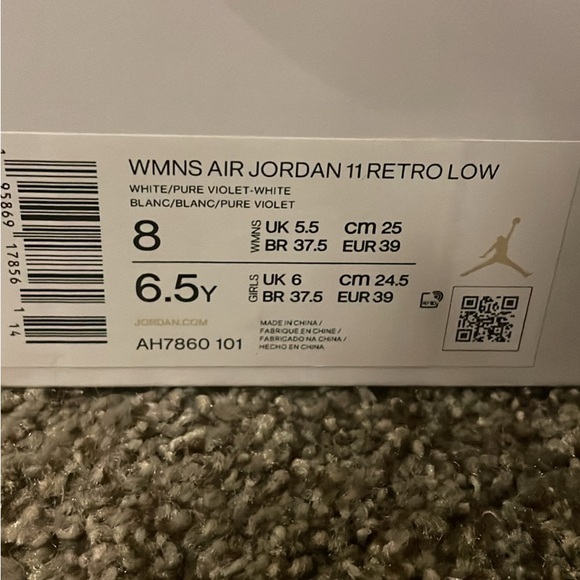 WMNS AIR JORDAN 11 RETRO LOW
WHITE/PURE VIOLET-WHITE
BLANC/BLANC/PURE VIOLET
8
WMNS
UK 5.5 cm 25
BR 37.5 EUR 39
6.5Y
GIRLS
UK 6 cm 24.5
BR 37.5 EUR 39
JORDAN.COM
AH7860 101
MADE IN CHINA /
FABRIQUÉ EN CHINE /
FABRICADO NA CHINA /
HECHO EN CHINA
1 95869 17856 1 14